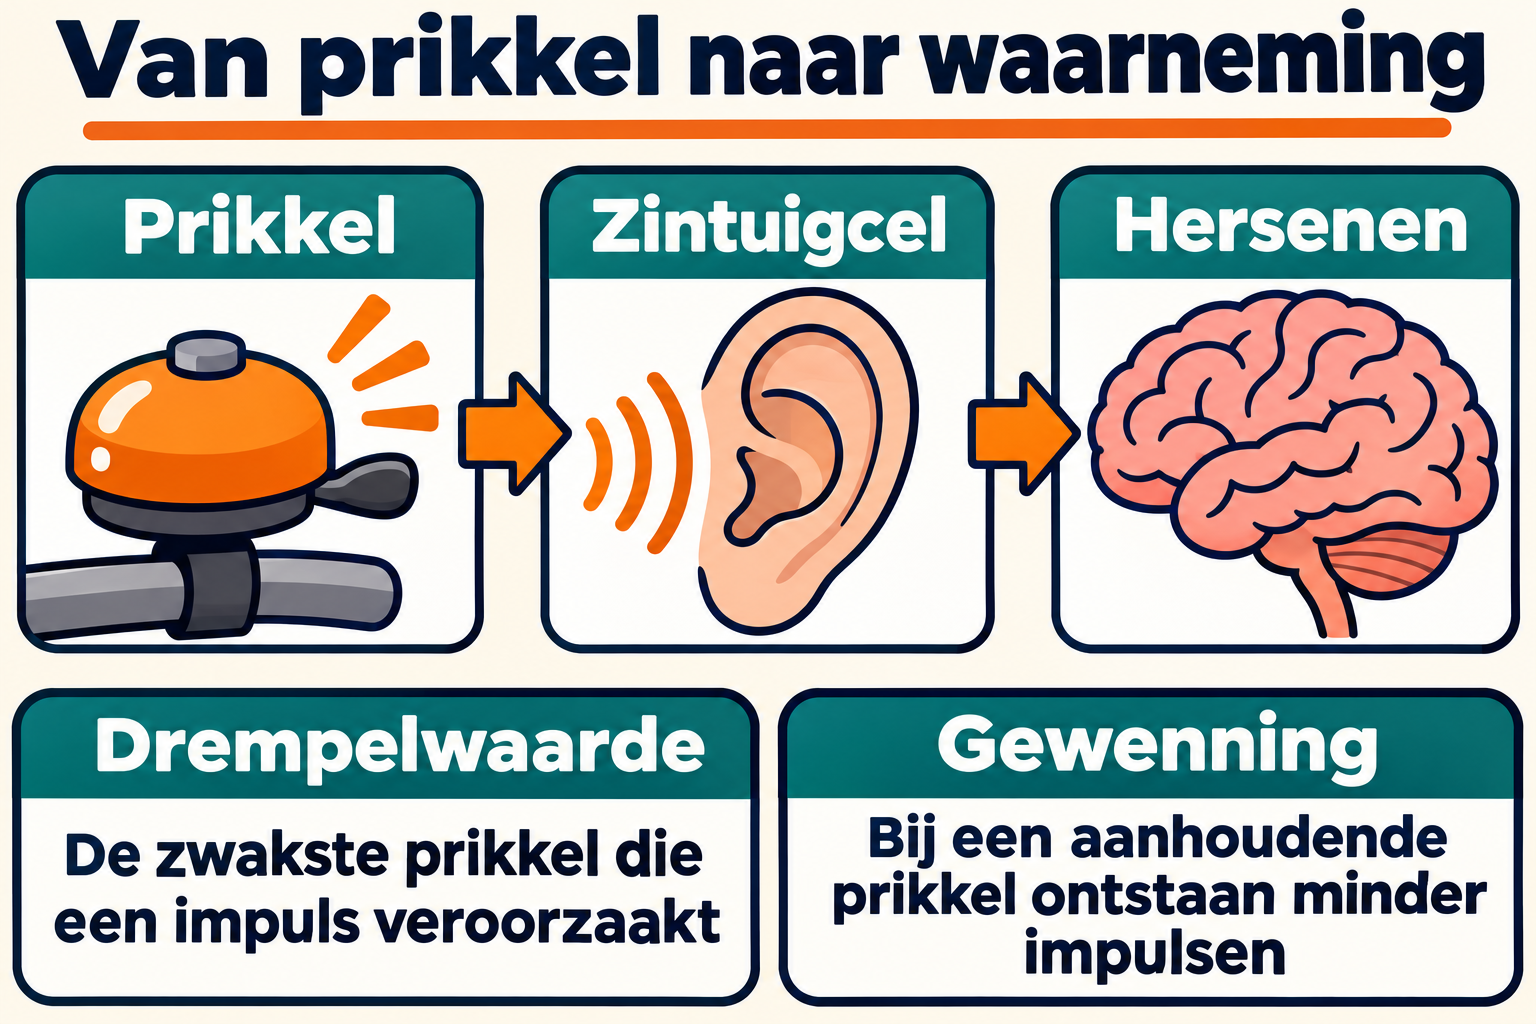 Van prikkel naar waarneming
Prikkel
Zintuigcel
Hersenen
Drempelwaarde
De zwakste prikkel die
een impuls veroorzaakt
Gewenning
Bij een aanhoudende
prikkel ontstaan minder
impulsen